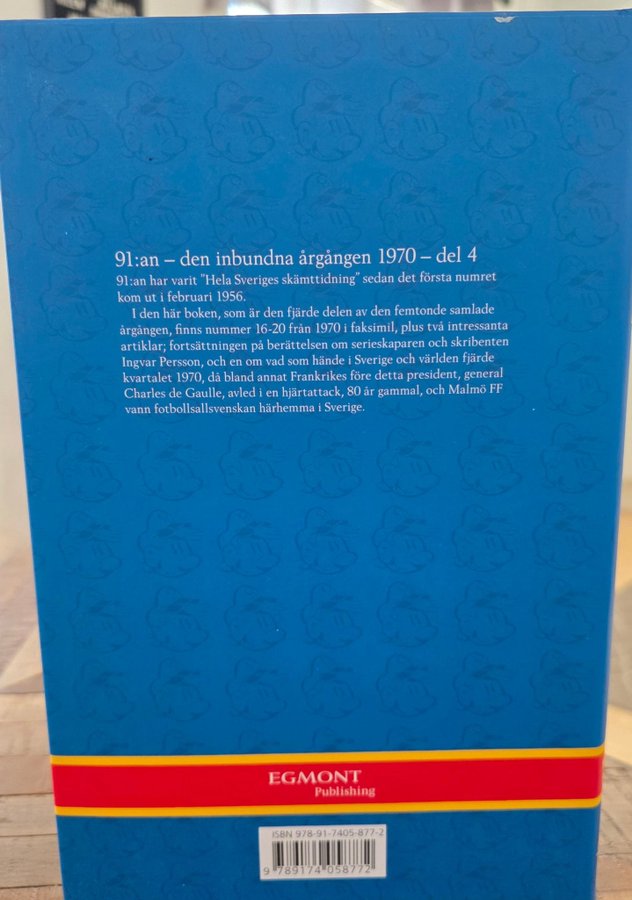 91:an – den inbundna årgången 1970 – del 4
91:an har varit "Hela Sveriges skämttidning" sedan det första numret
kom ut i februari 1956.
I den här boken, som är den fjärde delen av den femtonde samlade
årgången, finns nummer 16-20 från 1970 i faksimil, plus två intressanta
artiklar; fortsättningen på berättelsen om serieskaparen och skribenten
Ingvar Persson, och en om vad som hände i Sverige och världen fjärde
kvartalet 1970, då bland annat Frankrikes före detta president, general
Charles de Gaulle, avled i en hjärtattack, 80 år gammal, och Malmö FF
vann fotbollsallsvenskan härhemma i Sverige.
EGMONT
Publishing
ISBN 978-91-7405-877-2
9 789174 058772